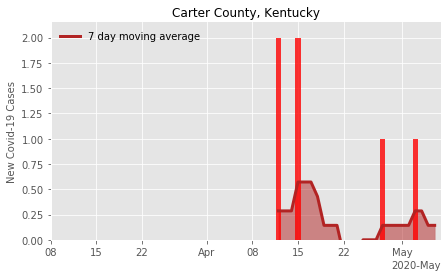 Carter County, Kentucky
7 day moving average
New Covid-19 Cases
2.00
1.75
1.50
1.25
1.00
0.75
0.50
0.25
0.00
08 15 22 Apr 08 15 22 May
2020-May